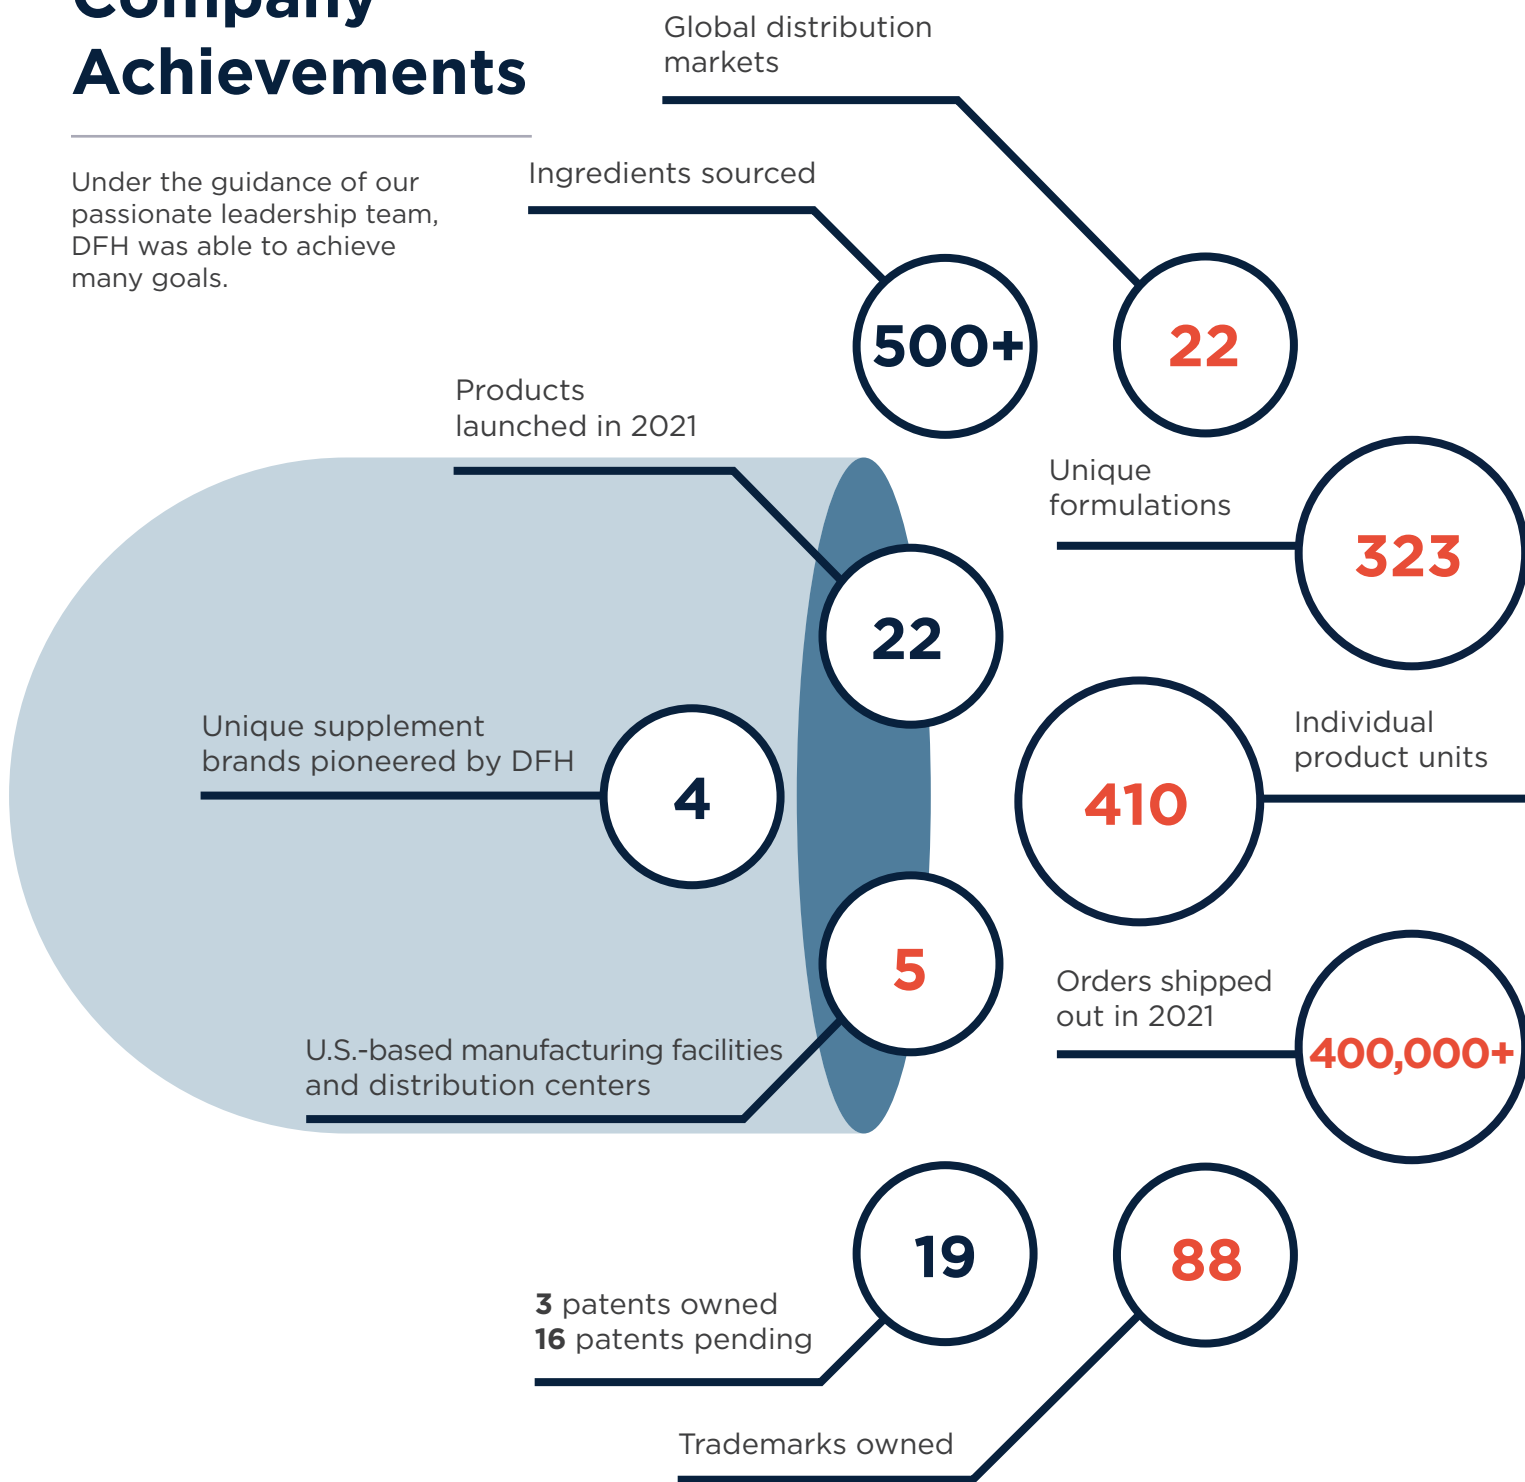 Company
Achievements
Under the guidance of our
passionate leadership team,
DFH was able to achieve
many goals.
Global distribution
markets
22
Ingredients sourced
500+
Products
launched in 2021
22
Unique
formulations
323
Unique supplement
brands pioneered by DFH
4
Individual
product units
410
U.S.-based manufacturing facilities
and distribution centers
5
Orders shipped
out in 2021
400,000+
3 patents owned
16 patents pending
19
Trademarks owned
88